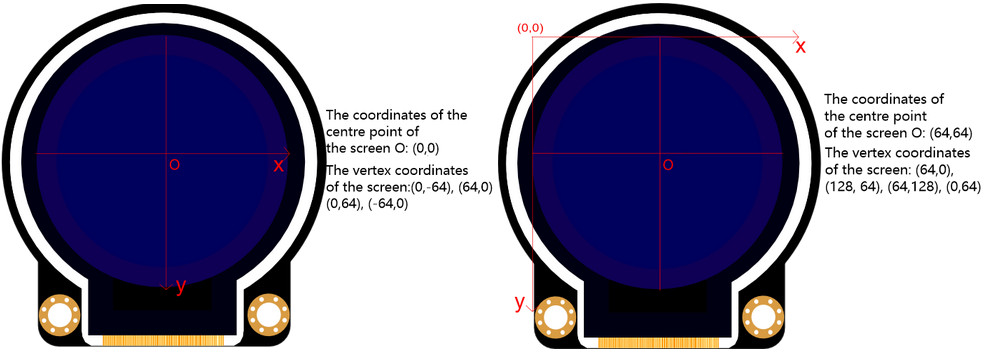 The coordinates of the
centre point of
the screen O: (0,0)
The vertex coordinates
of the screen:(0,-64), (64,0)
(0,64), (-64,0)
O
x
y
(0,0)
x
The coordinates of
the centre point
of the screen O: (64,64)
The vertex coordinates
of the screen: (64,0),
(128, 64), (64,128), (0,64)
O
y